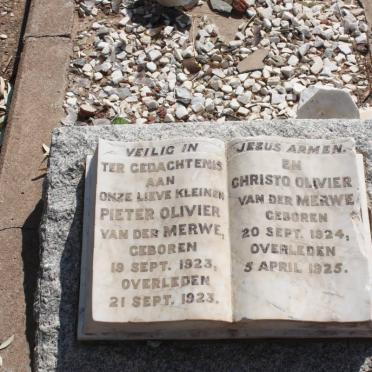 VEILIG IN
TER GEDACHTENIS
AAN
ONZE LIEVE KLEINEN
PIETER OLIVIER
VAN DER MERWE,
GEBOREN
19 SEPT. 1923,
OVERLEDEN
21 SEPT. 1923.
JEZUS ARMEN.
EN
CHRISTO OLIVIER
VAN DER MERWE
GEBOREN
20 SEPT. 1924,
OVERLEDEN
5 APRIL 1925.